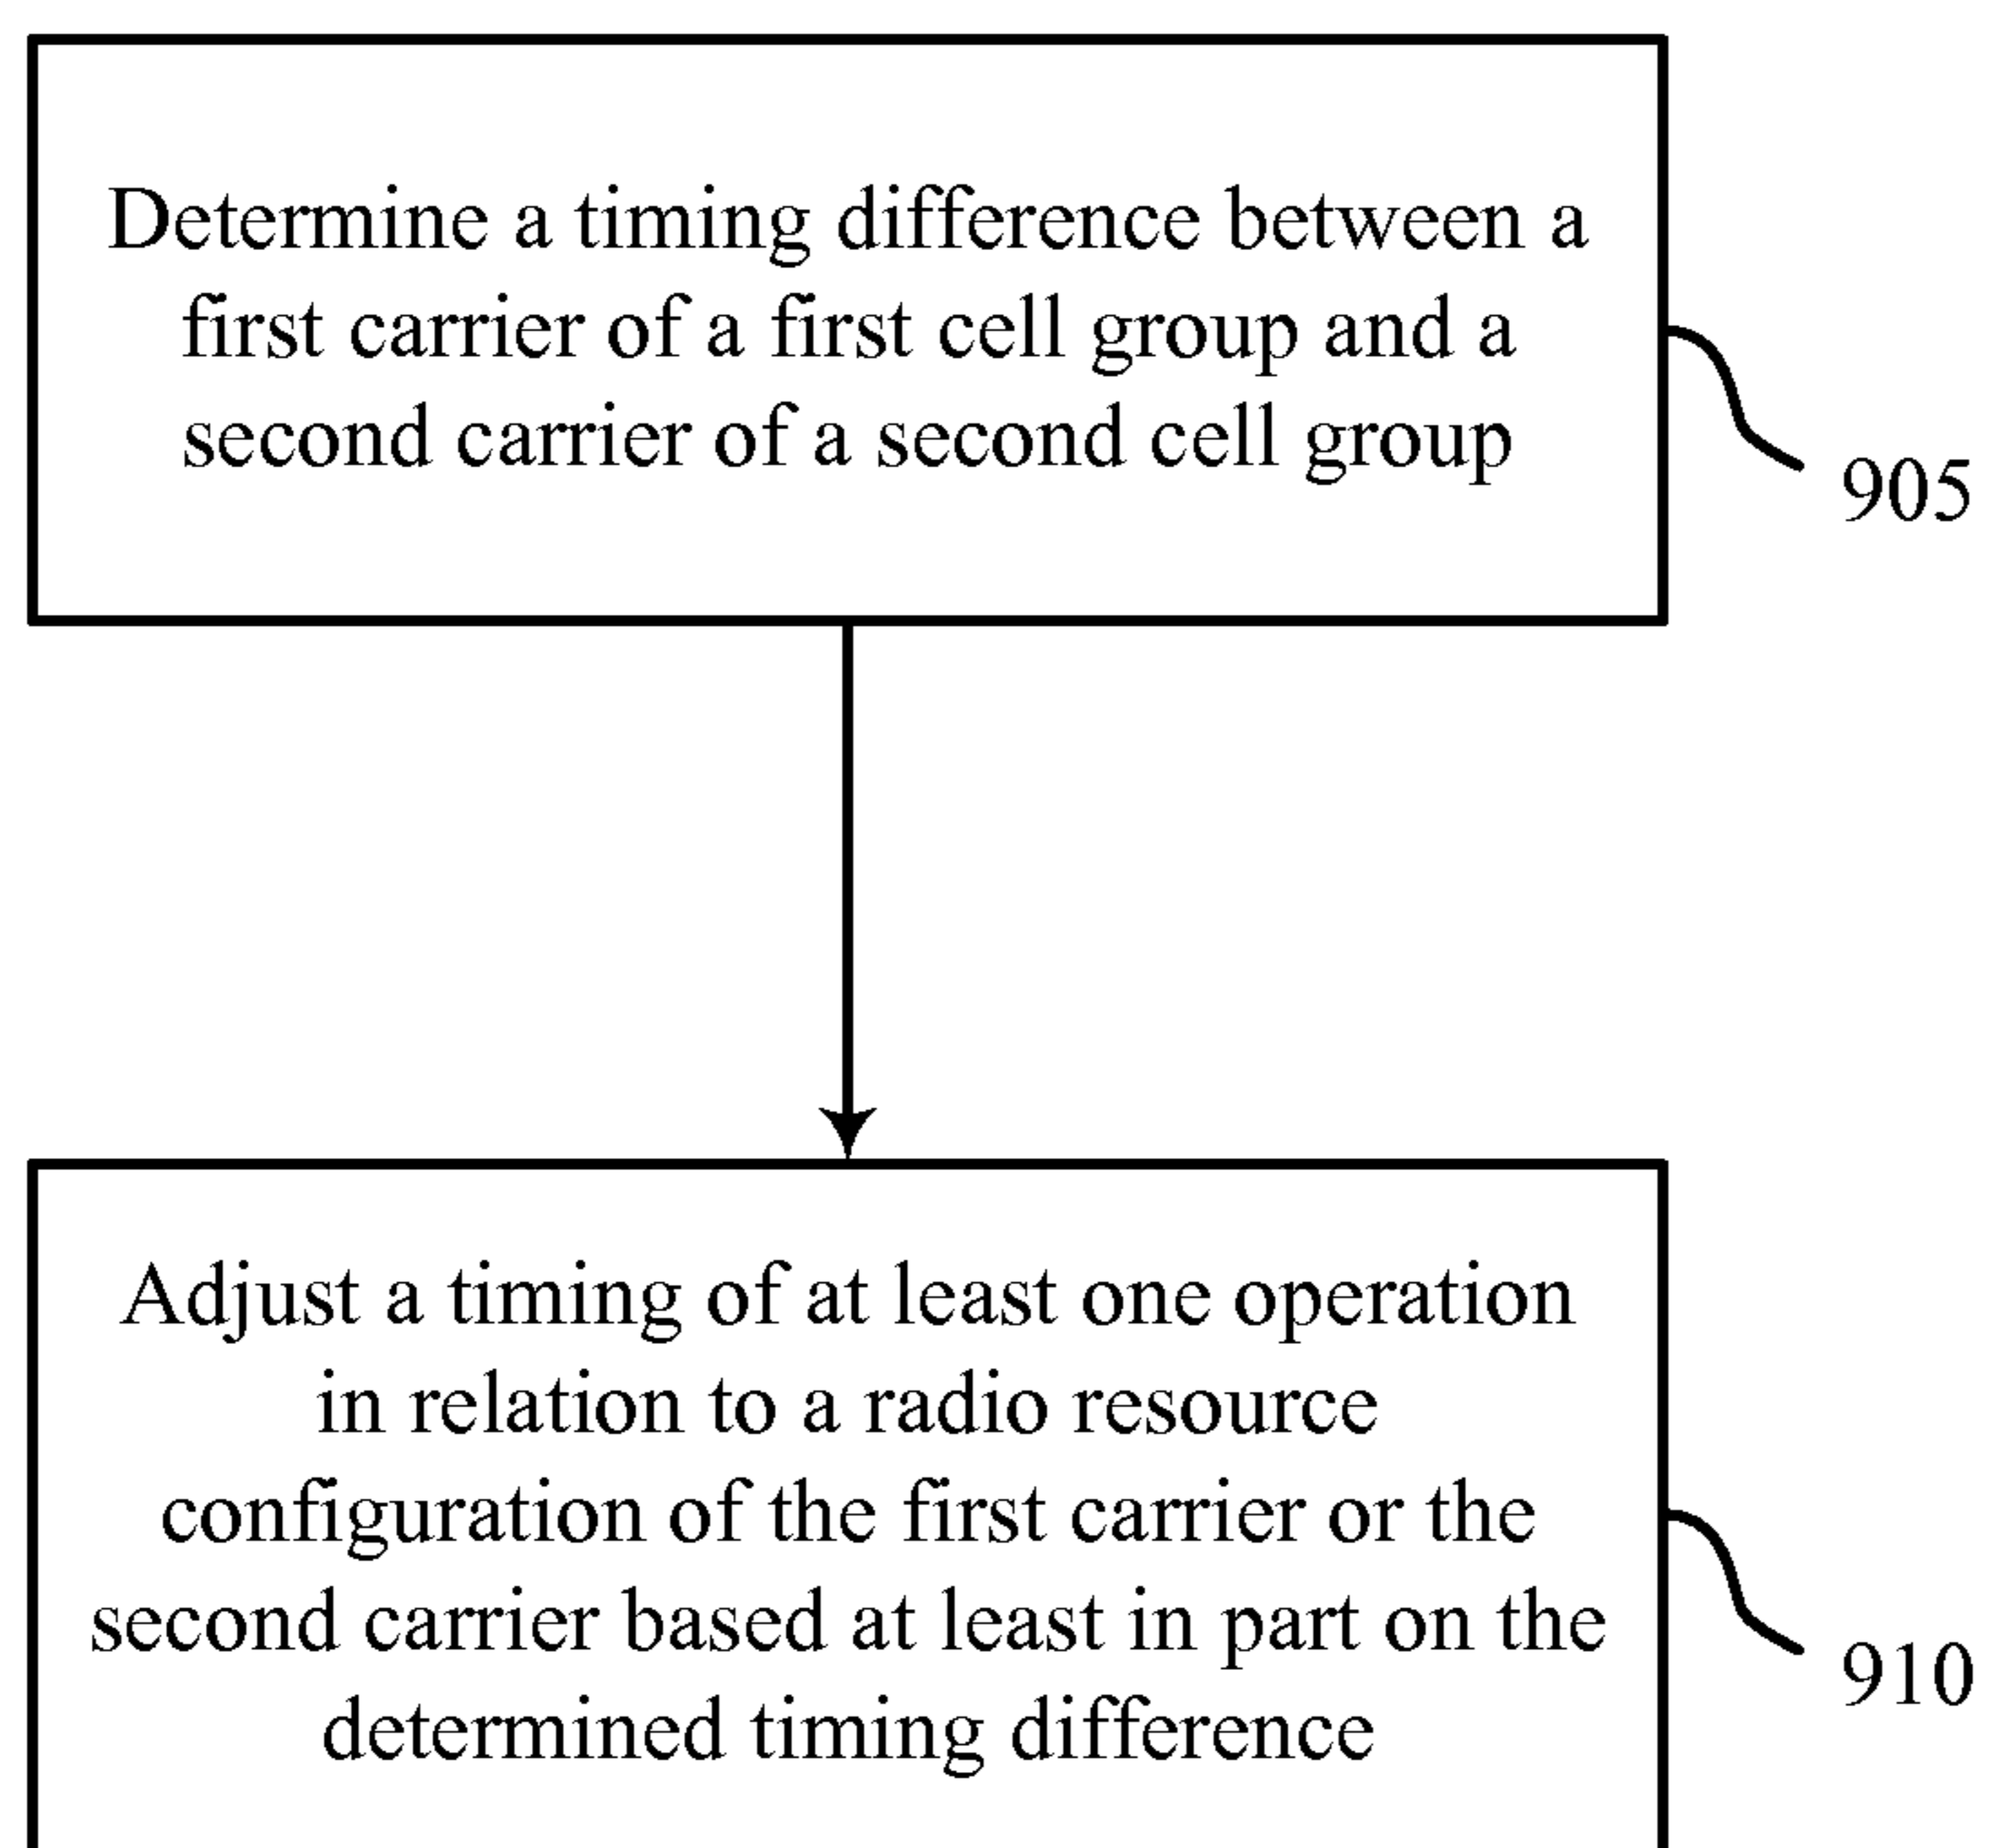 Determine a timing difference between a
first carrier of a first cell group and a
second carrier of a second cell group
905
Adjust a timing of at least one operation
in relation to a radio resource
configuration of the first carrier or the
second carrier based at least in part on the
determined timing difference
910